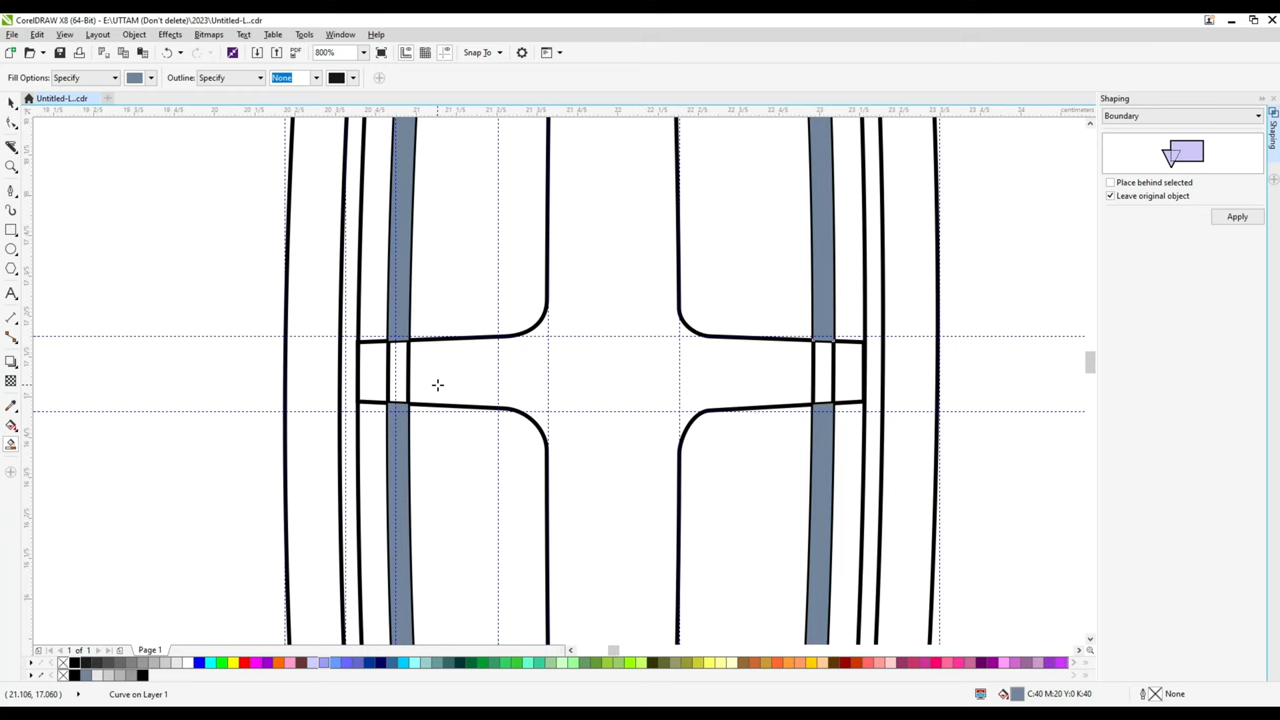 CorelDRAW X8 (64-Bit) - E:\UTTAM (Don't delete)\2023\Untitled-L..cdr
File Edit View Layout Object Effects Bitmaps Text Table Tools Window Help
PDF 800% Snap To
Fill Options: Specify Outline: Specify None
Untitled-L..cdr
Shaping
Boundary
Place behind selected
Leave original object
Apply
Shaping
centimeters
1 of 1 Page 1
( 21.106, 17.060 ) Curve on Layer 1 C:40 M:20 Y:0 K:40 None